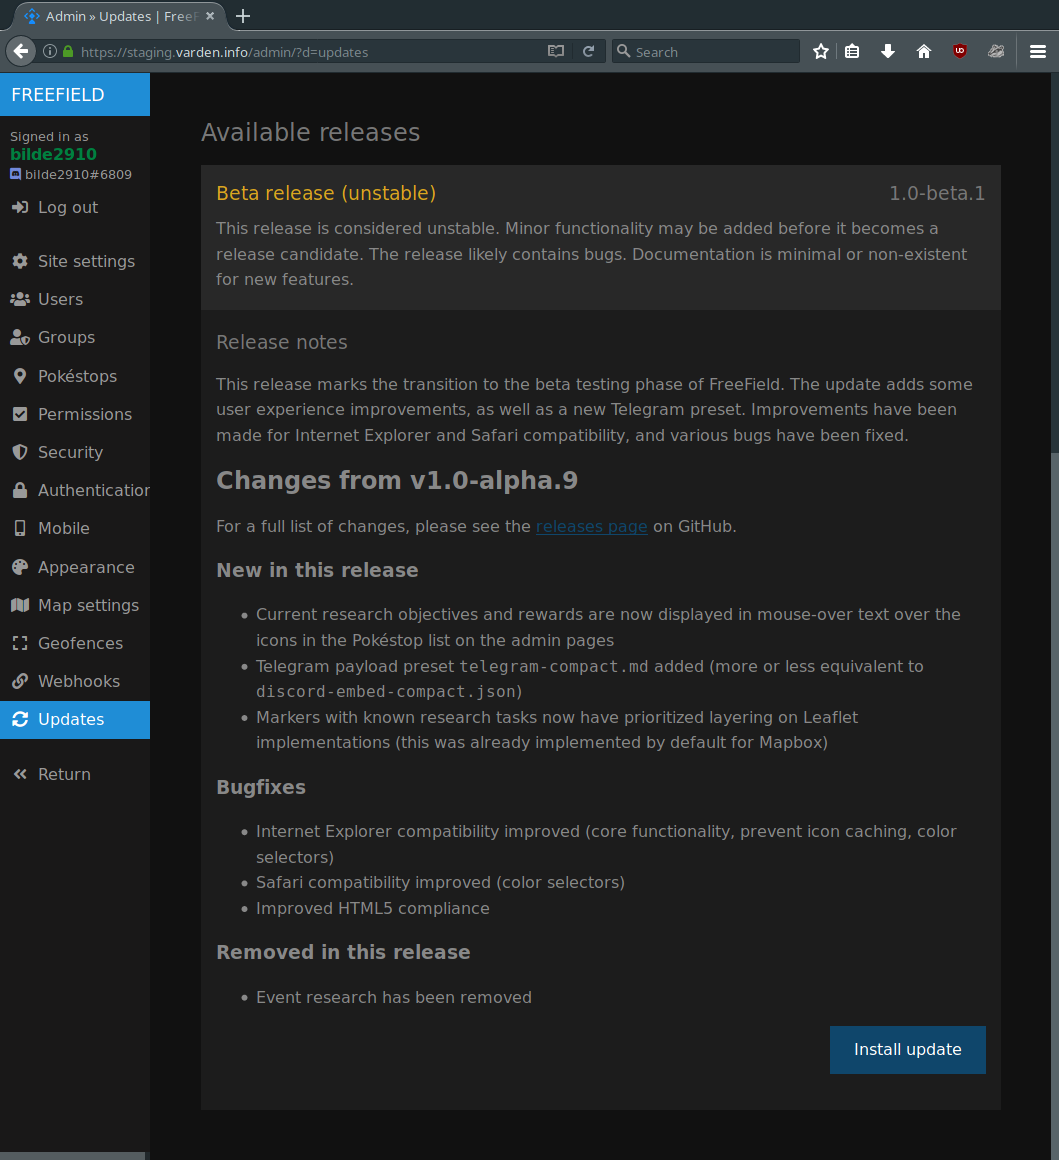 Admin » Updates | FreeF
https://staging.varden.info/admin/?d=updates
Search
FREEFIELD
Signed in as
bilde2910
bilde2910#6809
Log out
Site settings
Users
Groups
Pokéstops
Permissions
Security
Authentication
Mobile
Appearance
Map settings
Geofences
Webhooks
Updates
Return
Available releases
Beta release (unstable) 1.0-beta.1
This release is considered unstable. Minor functionality may be added before it becomes a
release candidate. The release likely contains bugs. Documentation is minimal or non-existent
for new features.
Release notes
This release marks the transition to the beta testing phase of FreeField. The update adds some
user experience improvements, as well as a new Telegram preset. Improvements have been
made for Internet Explorer and Safari compatibility, and various bugs have been fixed.
Changes from v1.0-alpha.9
For a full list of changes, please see the releases page on GitHub.
New in this release
• Current research objectives and rewards are now displayed in mouse-over text over the
icons in the Pokéstop list on the admin pages
• Telegram payload preset telegram-compact.md added (more or less equivalent to
discord-embed-compact.json)
• Markers with known research tasks now have prioritized layering on Leaflet
implementations (this was already implemented by default for Mapbox)
Bugfixes
• Internet Explorer compatibility improved (core functionality, prevent icon caching, color
selectors)
• Safari compatibility improved (color selectors)
• Improved HTML5 compliance
Removed in this release
• Event research has been removed
Install update